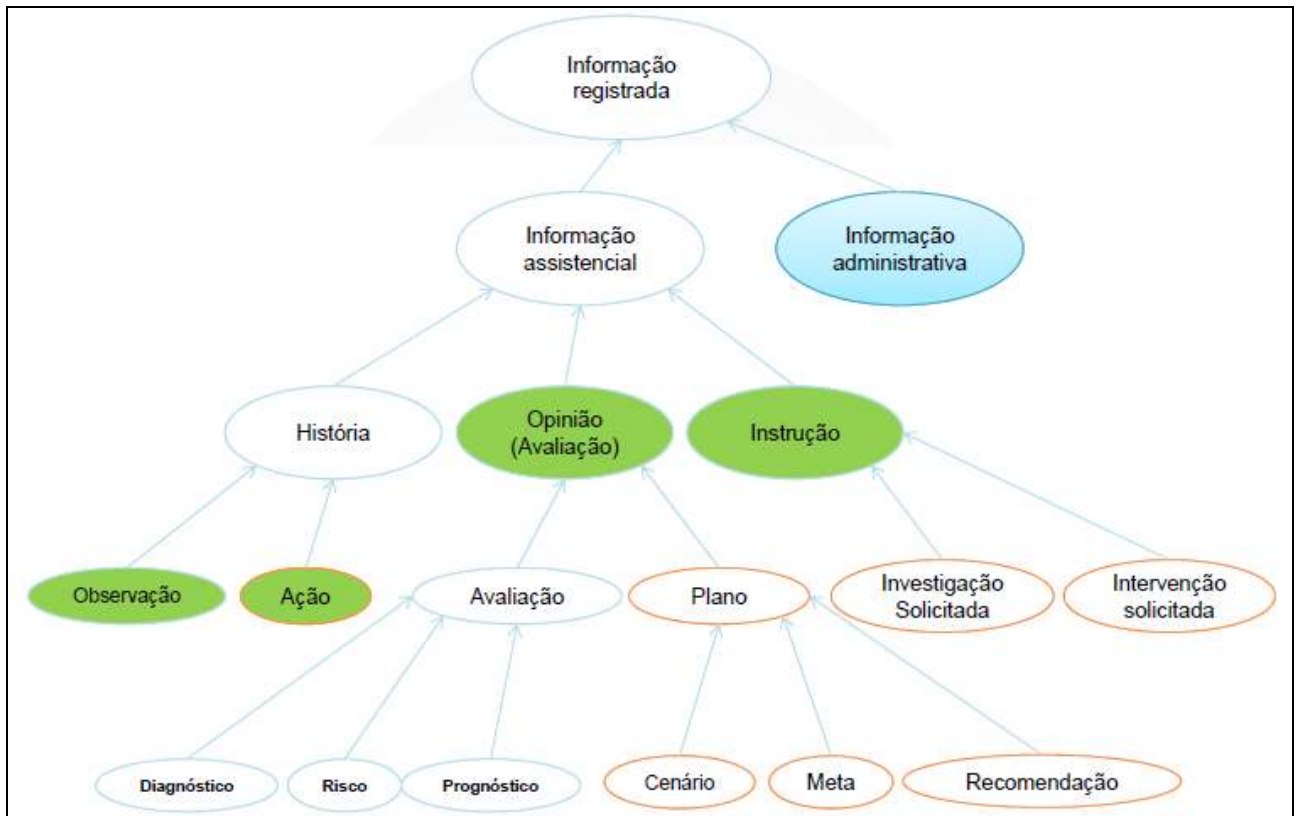 Informação
registrada
Informação
assistencial
Informação
administrativa
História
Opinião
(Avaliação)
Instrução
Observação
Ação
Avaliação
Plano
Investigação
Solicitada
Intervenção
solicitada
Diagnóstico
Risco
Prognóstico
Cenário
Meta
Recomendação